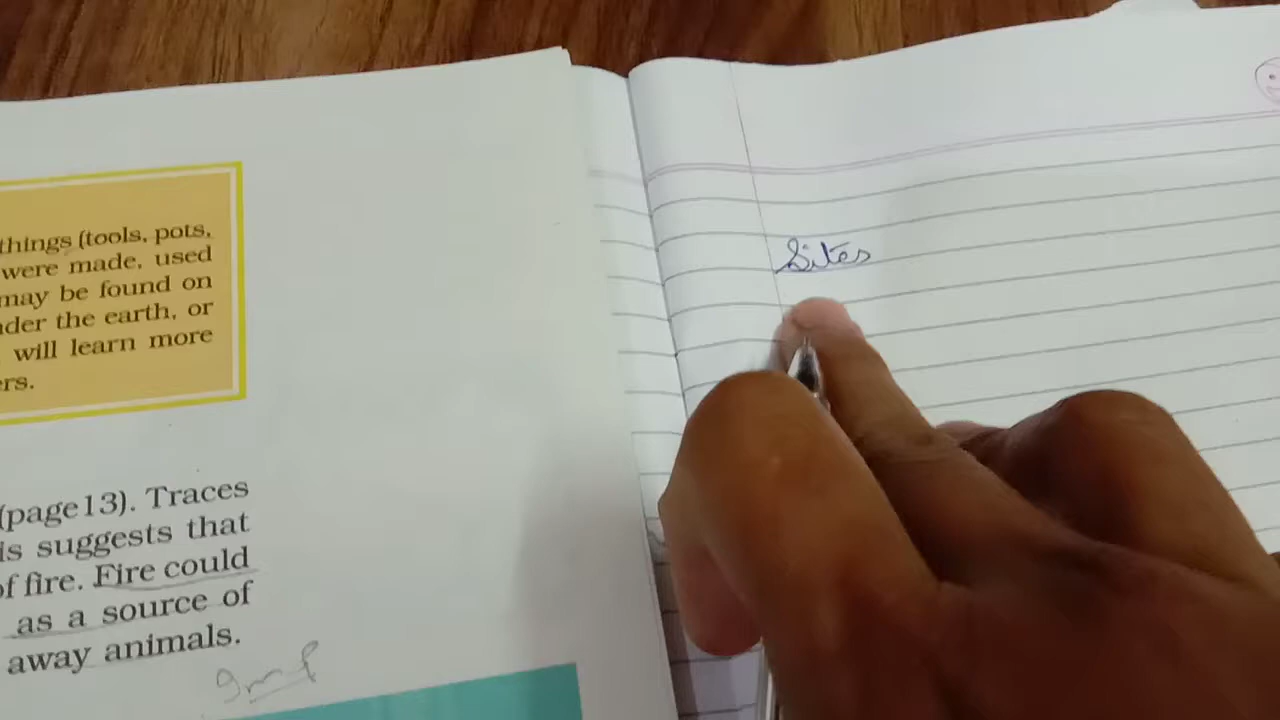 things (tools, pots,
were made, used
may be found on
nder the earth, or
will learn more
ers.
(page13). Traces
is suggests that
of fire. Fire could
as a source of
away animals.
Imp
Sites